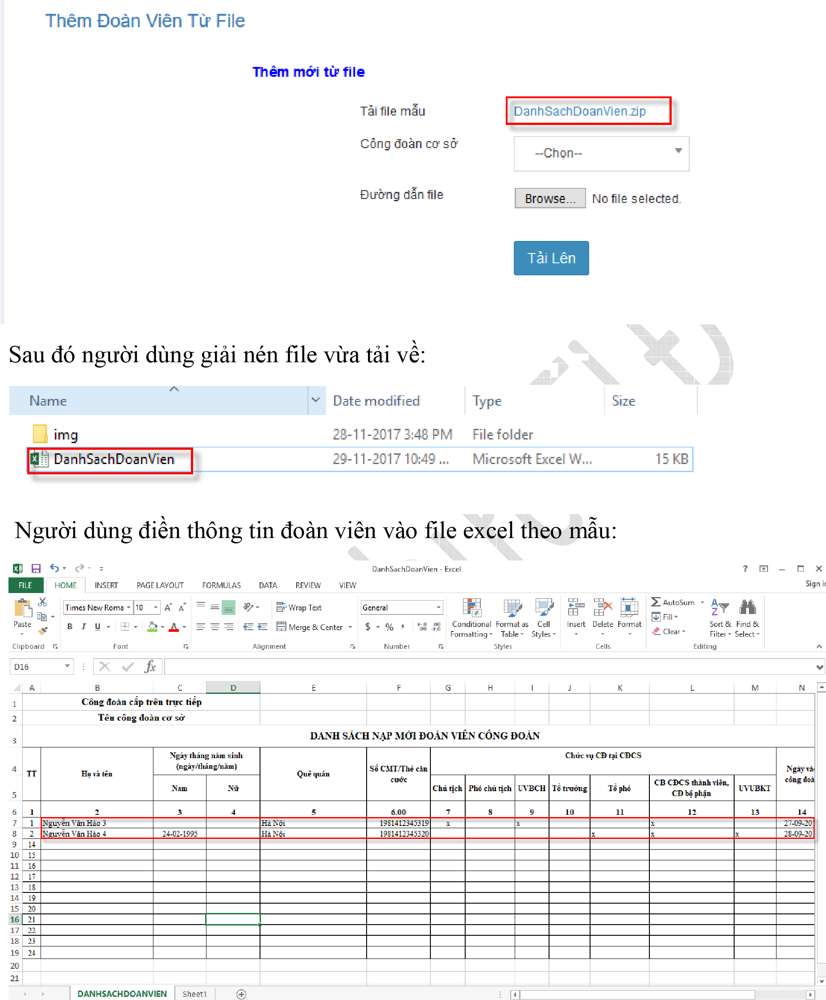 Thêm Đoàn Viên Từ File
Thêm mới từ file
Tải file mẫu DanhSachDoanVien.zip
Công đoàn cơ sở --Chọn--
Đường dẫn file Browse... No file selected.
Tải Lên
Sau đó người dùng giải nén file vừa tải về:
Name Date modified Type Size
img 28-11-2017 3:48 PM File folder
DanhSachDoanVien 29-11-2017 10:49 ... Microsoft Excel W... 15 KB
Người dùng điền thông tin đoàn viên vào file excel theo mẫu:
DanhSachDoanVien - Excel
FILE HOME INSERT PAGE LAYOUT FORMULAS DATA REVIEW VIEW Sign in
Times New Roma 10 Wrap Text General AutoSum
Fill
Paste B I U Merge & Center $ % Conditional Formatting Format as Table Cell Styles Insert Delete Format Clear Sort & Filter Find & Select
Clipboard Font Alignment Number Styles Cells Editing
D16 fx
A B C D E F G H I J K L M N
1 Công đoàn cấp trên trực tiếp
2 Tên công đoàn cơ sở
3 DANH SÁCH NẠP MỚI ĐOÀN VIÊN CÔNG ĐOÀN
4 TT Họ và tên Ngày tháng năm sinh (ngày/tháng/năm) Quê quán Số CMT/Thẻ căn cước Chức vụ CĐ tại CĐCS Ngày và công đoà
5 Nam Nữ Chủ tịch Phó chủ tịch UVBCH Tổ trưởng Tổ phó CB CĐCS thành viên, CĐ bộ phận UVUBKT
6 1 2 3 4 5 6.00 7 8 9 10 11 12 13 14
7 1 Nguyễn Văn Hảo 3 Hà Nội 1981412345319 x x x 27-09-201
8 2 Nguyễn Văn Hảo 4 24-02-1995 Hà Nội 1981412345320 x x x 28-09-201
9 14
10 15
11 16
12 17
13 18
14 19
15 20
16 21
17 22
18 23
19 24
20
21
DANHSACHDOANVIEN Sheet1